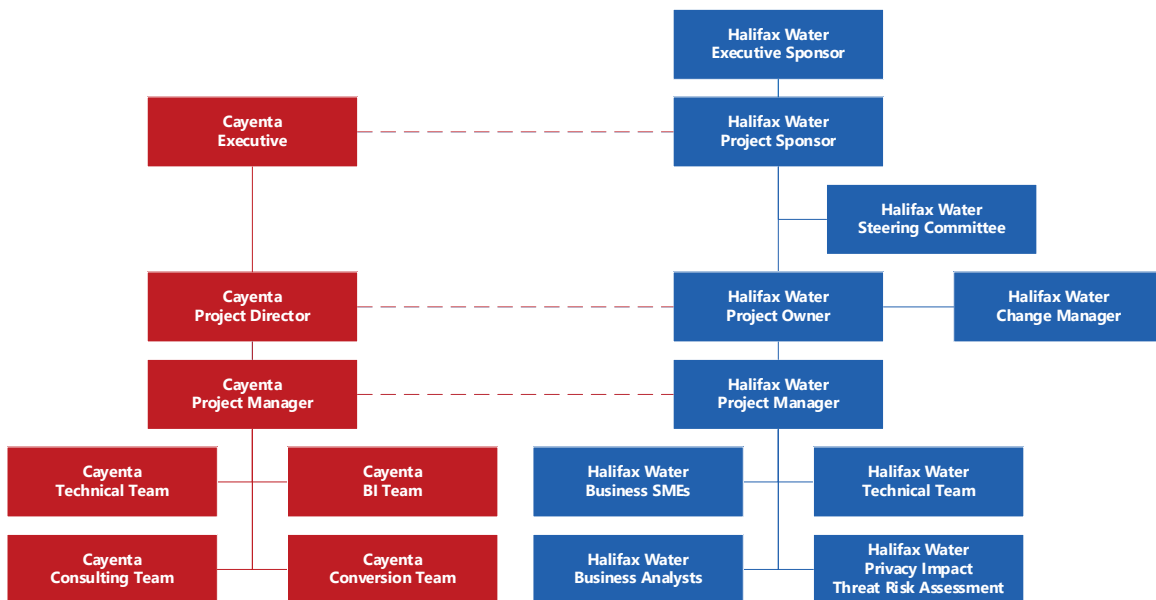 Halifax Water
Executive Sponsor
Cayenta
Executive
Halifax Water
Project Sponsor
Halifax Water
Steering Committee
Cayenta
Project Director
Halifax Water
Project Owner
Halifax Water
Change Manager
Cayenta
Project Manager
Halifax Water
Project Manager
Cayenta
Technical Team
Cayenta
BI Team
Halifax Water
Business SMEs
Halifax Water
Technical Team
Cayenta
Consulting Team
Cayenta
Conversion Team
Halifax Water
Business Analysts
Halifax Water
Privacy Impact
Threat Risk Assessment